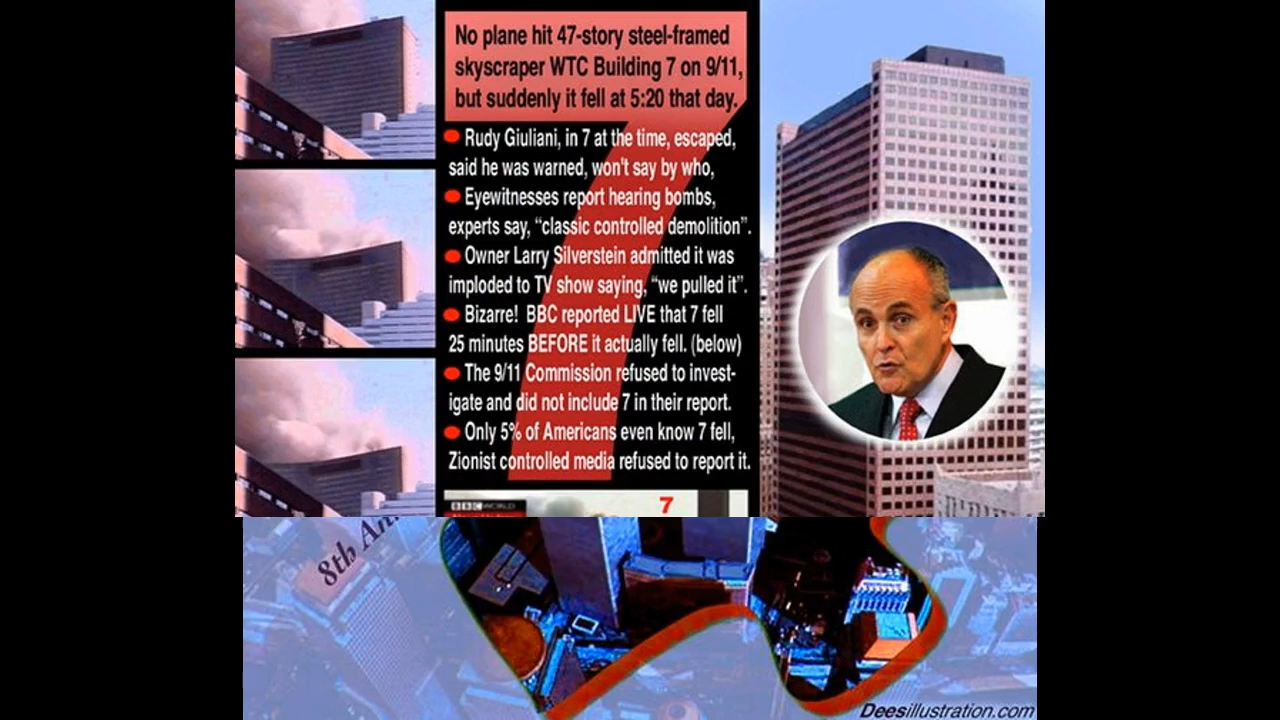 No plane hit 47-story steel-framed
skyscraper WTC Building 7 on 9/11,
but suddenly it fell at 5:20 that day.
Rudy Giuliani, in 7 at the time, escaped,
said he was warned, won't say by who,
Eyewitnesses report hearing bombs,
experts say, “classic controlled demolition”.
Owner Larry Silverstein admitted it was
imploded to TV show saying, “we pulled it”.
Bizarre! BBC reported LIVE that 7 fell
25 minutes BEFORE it actually fell. (below)
The 9/11 Commission refused to invest-
igate and did not include 7 in their report.
Only 5% of Americans even know 7 fell,
Zionist controlled media refused to report it.
BBC WORLD
7
8th
Deesillustration.com